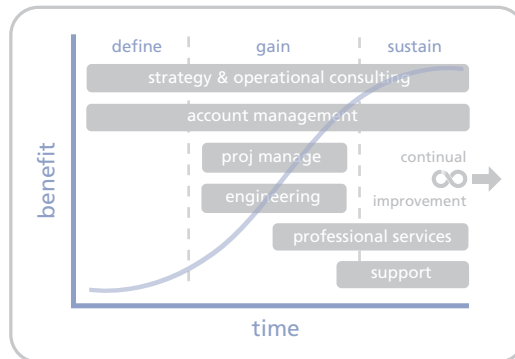 define gain sustain
strategy & operational consulting
account management
proj manage
continual
engineering
improvement
professional services
support
benefit
time